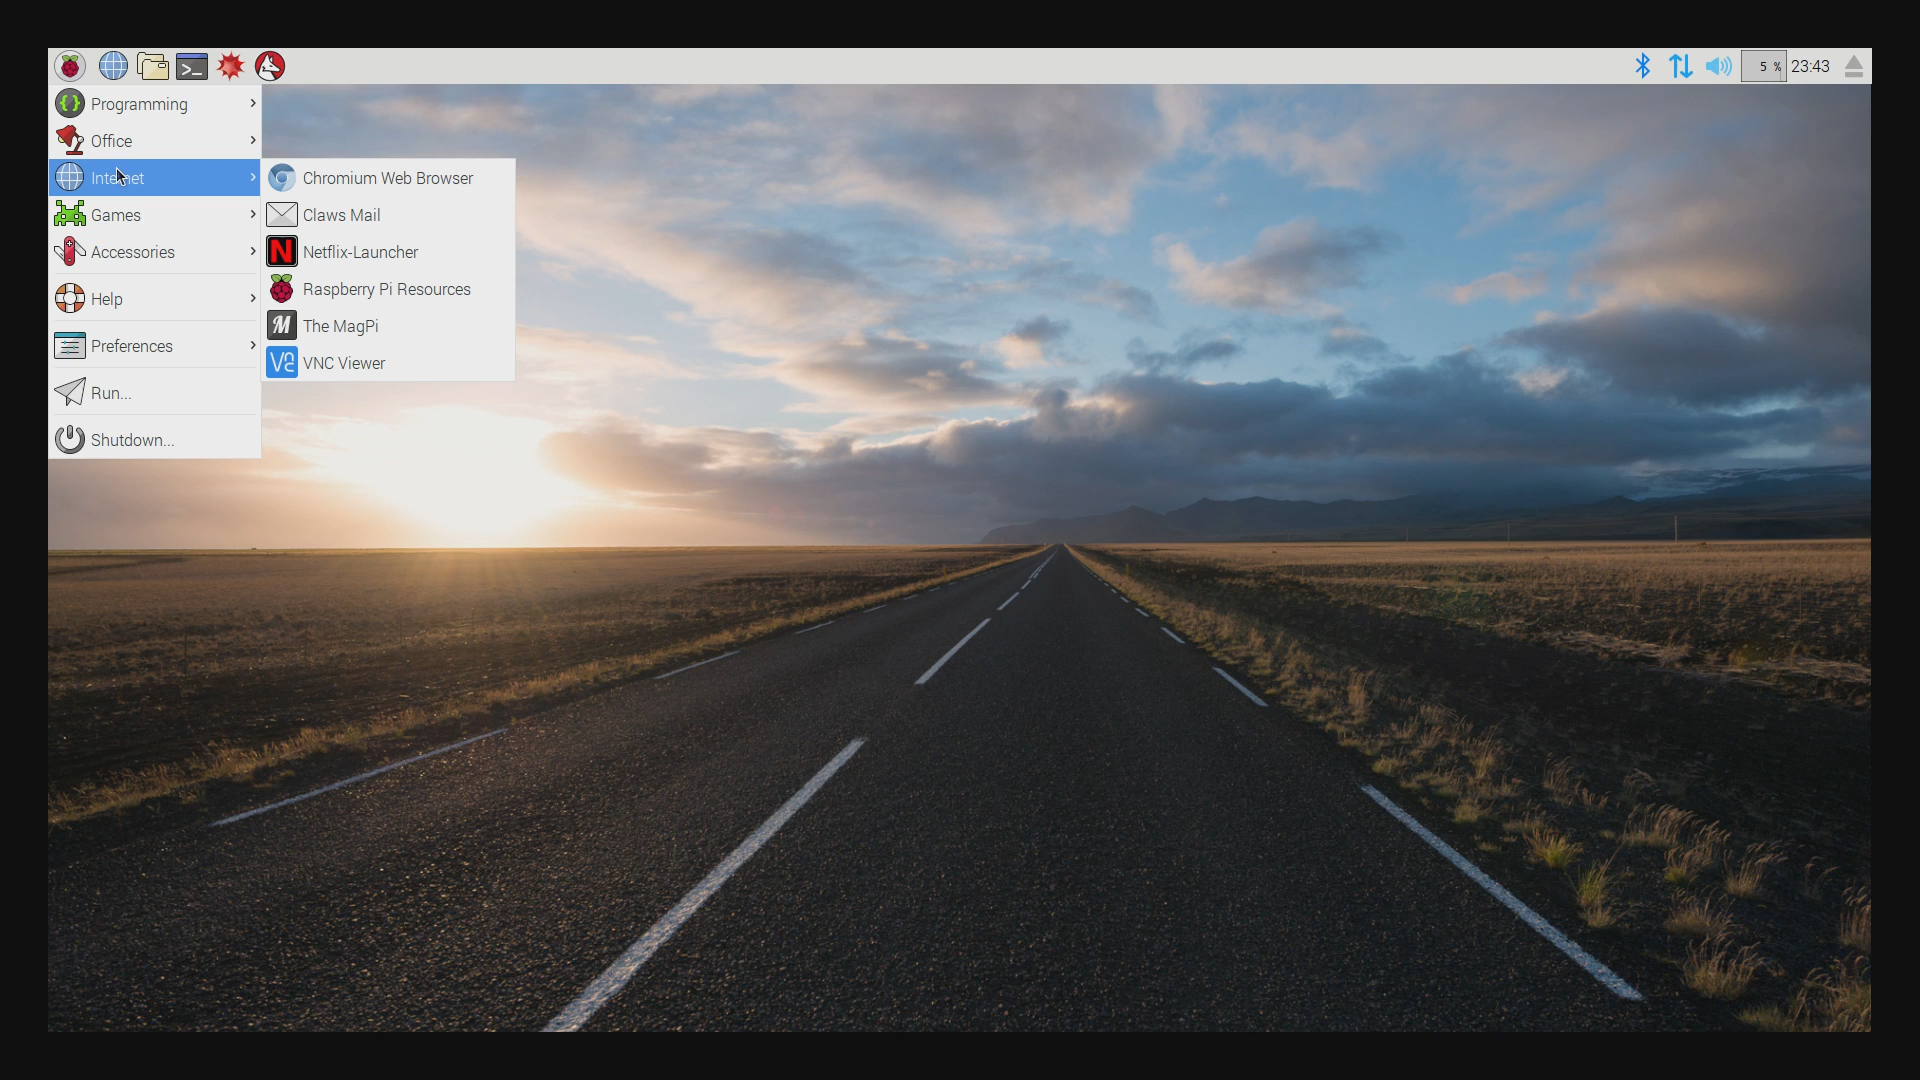 5 %
23:43
Programming
Office
Internet
Games
Accessories
Help
Preferences
Run...
Shutdown...
Chromium Web Browser
Claws Mail
Netflix-Launcher
Raspberry Pi Resources
The MagPi
VNC Viewer